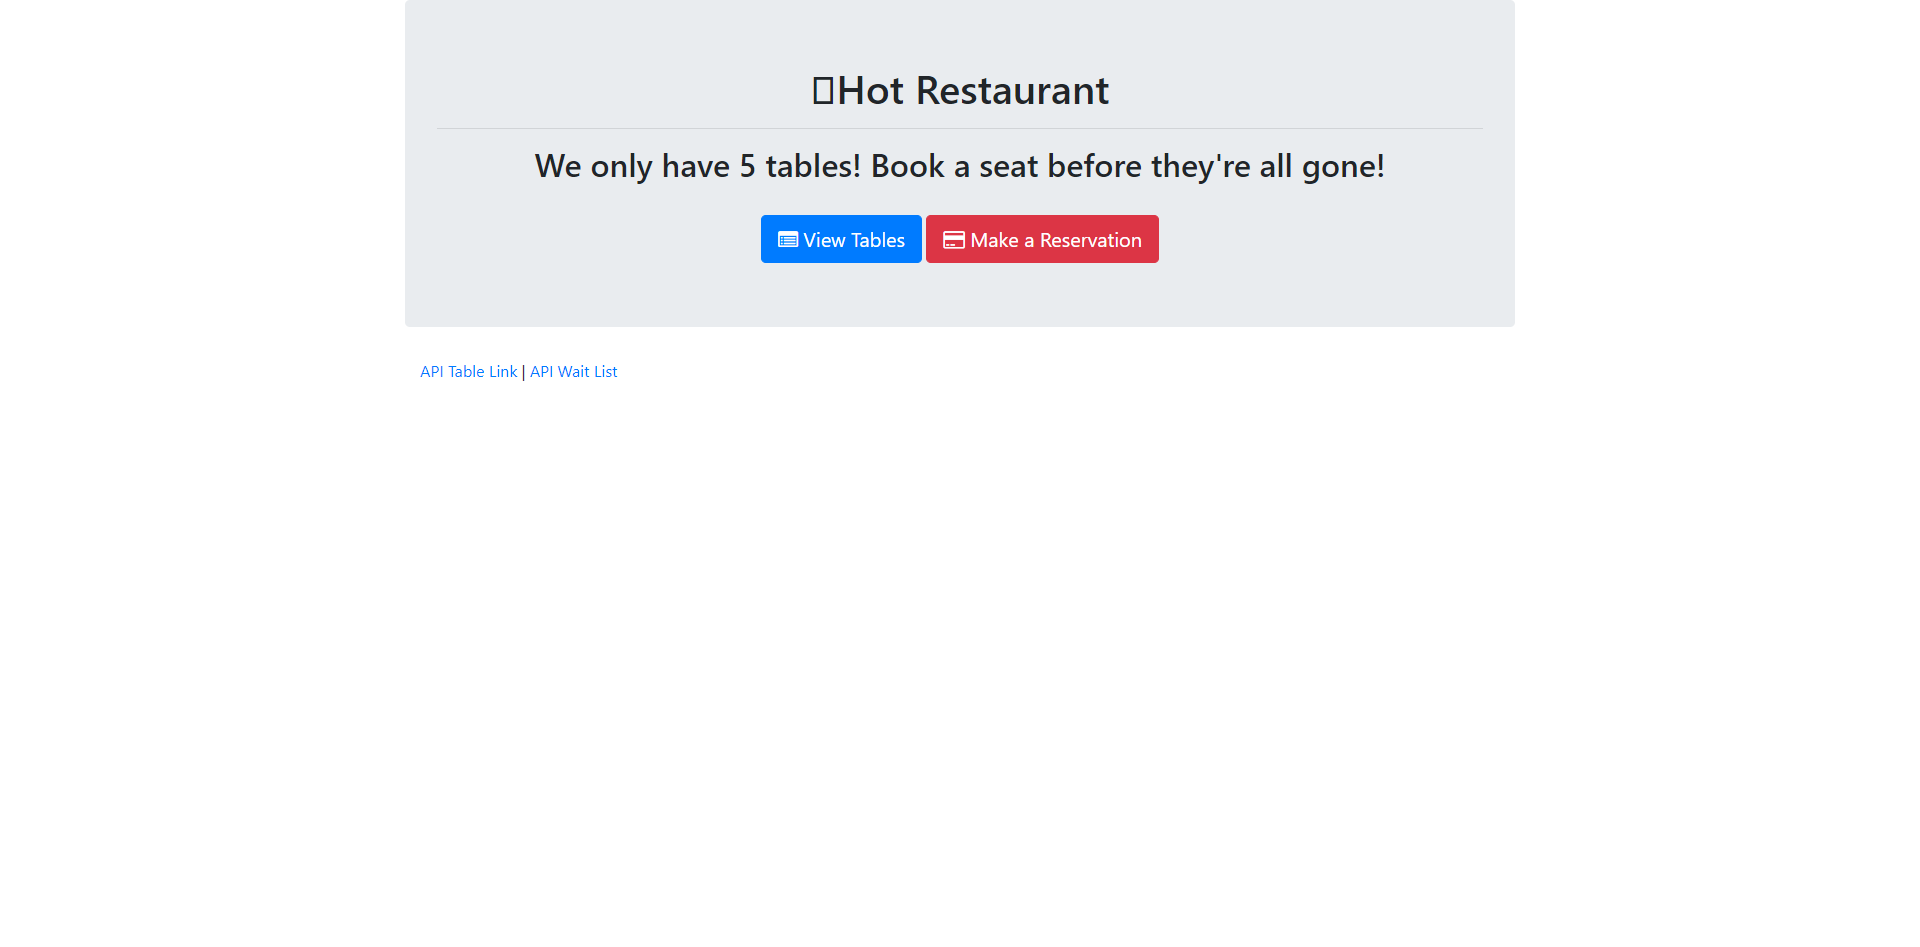 Hot Restaurant
We only have 5 tables! Book a seat before they're all gone!
View Tables Make a Reservation
API Table Link | API Wait List